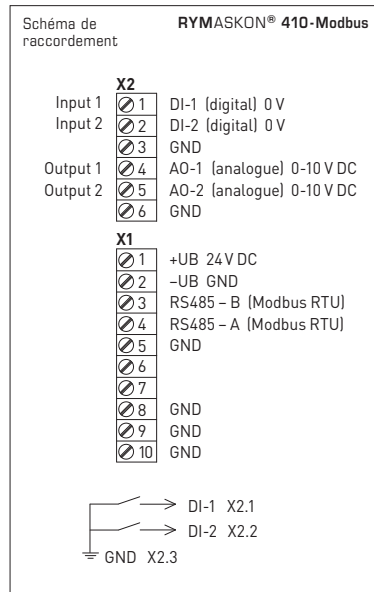 Schéma de raccordement
RYMASKON® 410-Modbus
X2
Input 1 1 DI-1 (digital) 0 V
Input 2 2 DI-2 (digital) 0 V
3 GND
Output 1 4 AO-1 (analogue) 0-10 V DC
Output 2 5 AO-2 (analogue) 0-10 V DC
6 GND
X1
1 +UB 24 V DC
2 –UB GND
3 RS485 – B (Modbus RTU)
4 RS485 – A (Modbus RTU)
5 GND
6
7
8 GND
9 GND
10 GND
DI-1 X2.1
DI-2 X2.2
GND X2.3